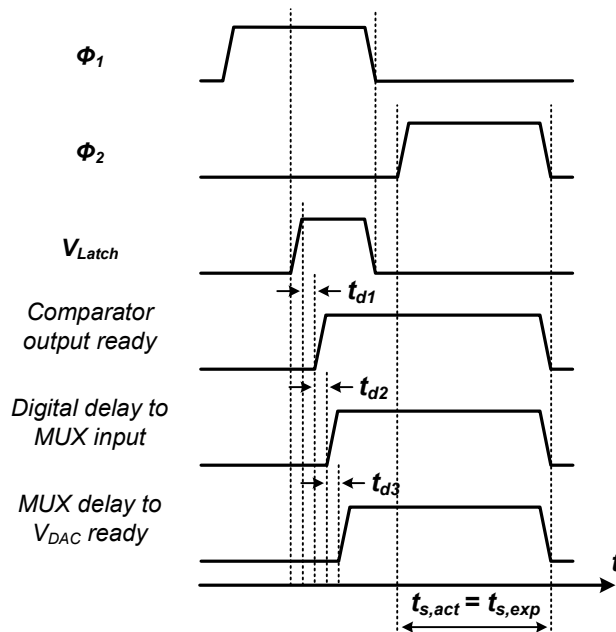 Φ1
Φ2
VLatch
td1
Comparator
output ready
td2
Digital delay to
MUX input
td3
MUX delay to
VDAC ready
t
ts,act = ts,exp